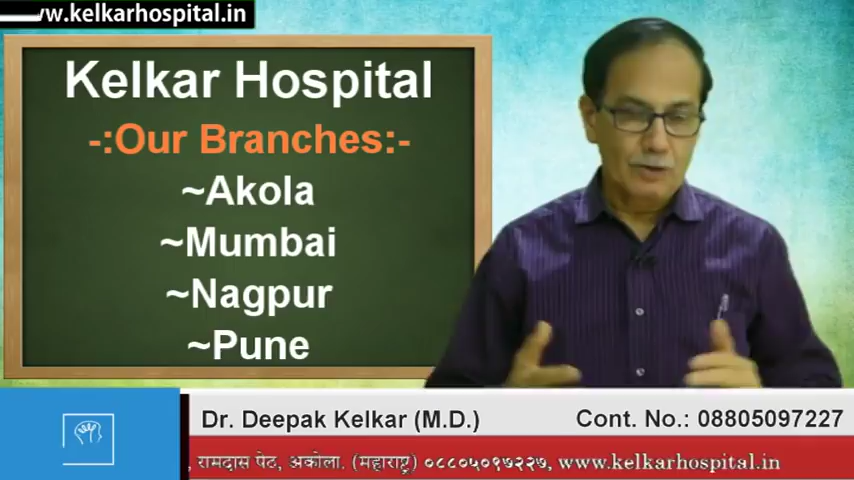 www.kelkarhospital.in
Kelkar Hospital
-:Our Branches:-
~Akola
~Mumbai
~Nagpur
~Pune
Dr. Deepak Kelkar (M.D.) Cont. No.: 08805097227
, रामदास पेठ, अकोला. (महाराष्ट्र) ०८८०५०९७२२७, www.kelkarhospital.in